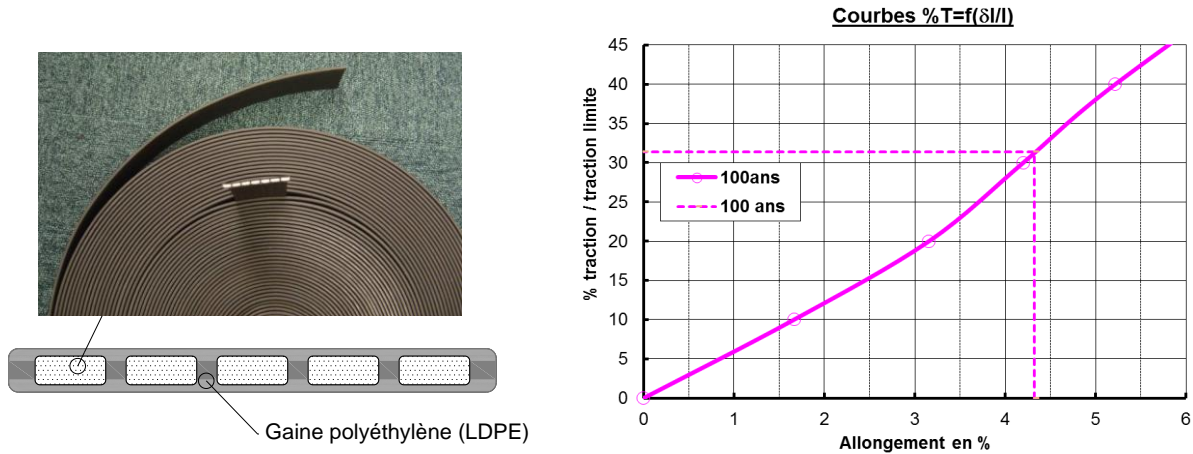 Gaine polyéthylène (LDPE)
Courbes %T=f(δl/l)
% traction / traction limite
45
40
35
30
25
20
15
10
5
0
100ans
100 ans
0 1 2 3 4 5 6
Allongement en %